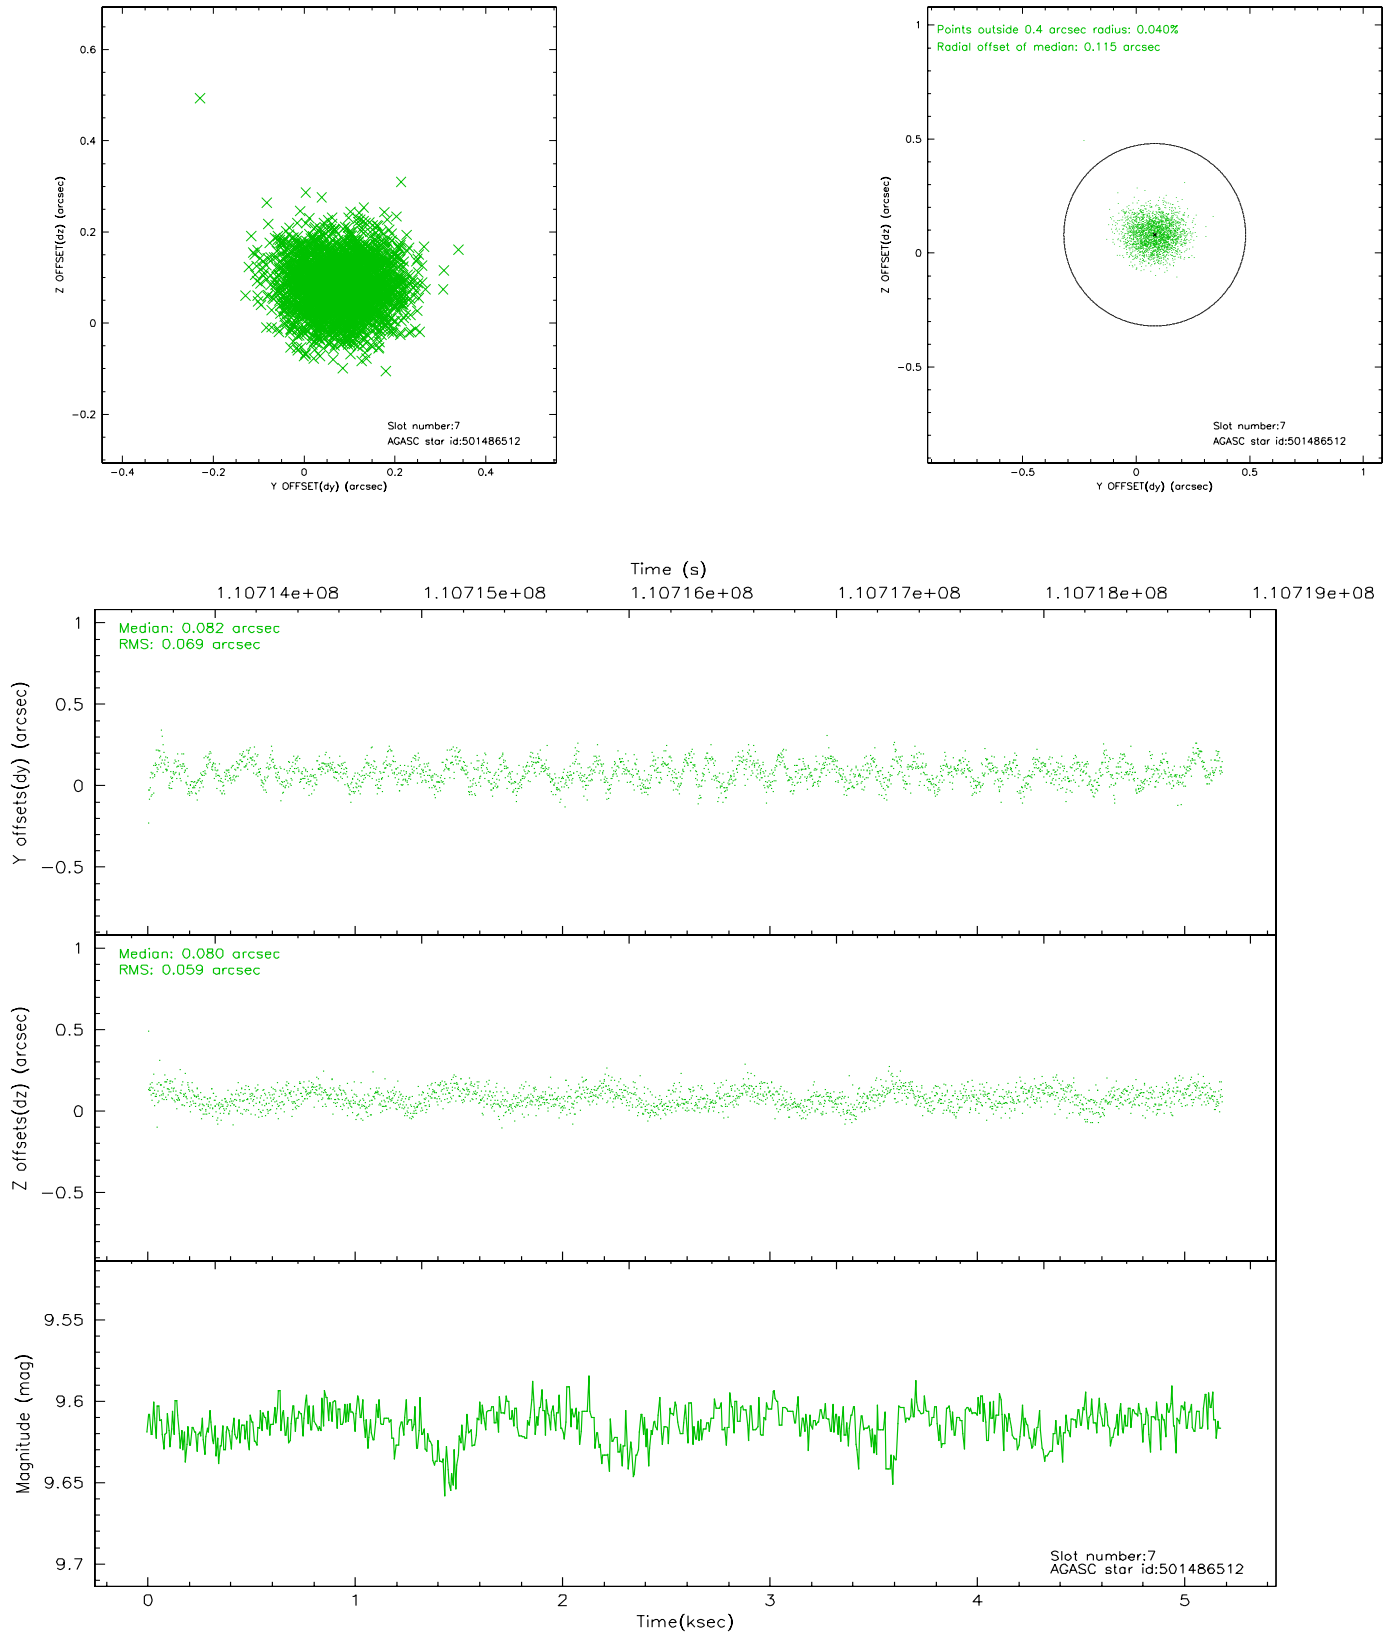 0.6
0.4
0.2
0
−0.2
Z OFFSET(dz) (arcsec)
Slot number:7
AGASC star id:501486512
−0.4 −0.2 0 0.2 0.4
Y OFFSET(dy) (arcsec)
Points outside 0.4 arcsec radius: 0.040%
Radial offset of median: 0.115 arcsec
1
0.5
0
−0.5
Z OFFSET(dz) (arcsec)
Slot number:7
AGASC star id:501486512
−0.5 0 0.5 1
Y OFFSET(dy) (arcsec)
Time (s)
1.10714e+08 1.10715e+08 1.10716e+08 1.10717e+08 1.10718e+08 1.10719e+08
Median: 0.082 arcsec
RMS: 0.069 arcsec
1
0.5
0
−0.5
Y offsets(dy) (arcsec)
Median: 0.080 arcsec
RMS: 0.059 arcsec
1
0.5
0
−0.5
Z offsets(dz) (arcsec)
9.55
9.6
9.65
9.7
Magnitude (mag)
Slot number:7
AGASC star id:501486512
0 1 2 3 4 5
Time(ksec)